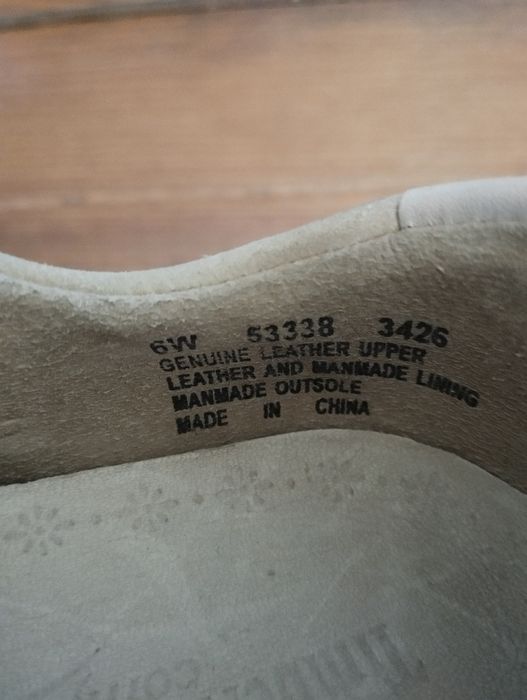 6W 53338 3426
GENUINE LEATHER UPPER
LEATHER AND MANMADE LINING
MANMADE OUTSOLE
MADE IN CHINA